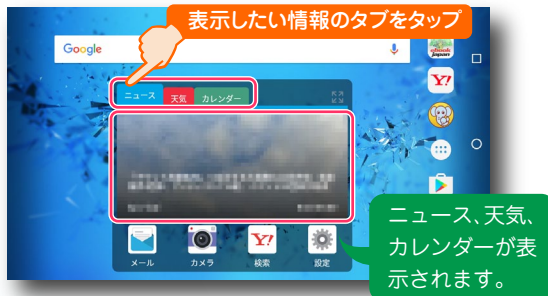 表示したい情報のタブをタップ
Google
ebook
japan
Y!
ニュース
天気
カレンダー
ニュース、天気、
カレンダーが表
示されます。
Y!
メール
カメラ
検索
設定